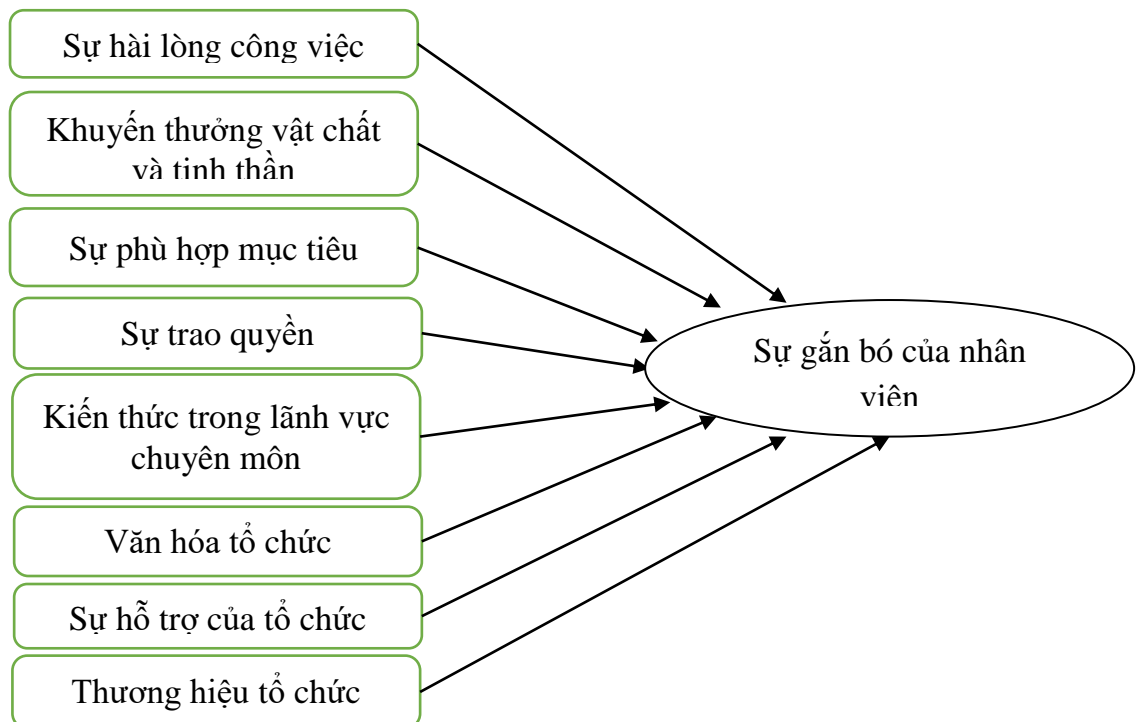 Sự hài lòng công việc
Khuyến thưởng vật chất
và tinh thần
Sự phù hợp mục tiêu
Sự trao quyền
Kiến thức trong lãnh vực
chuyên môn
Văn hóa tổ chức
Sự hỗ trợ của tổ chức
Thương hiệu tổ chức
Sự gắn bó của nhân
viên